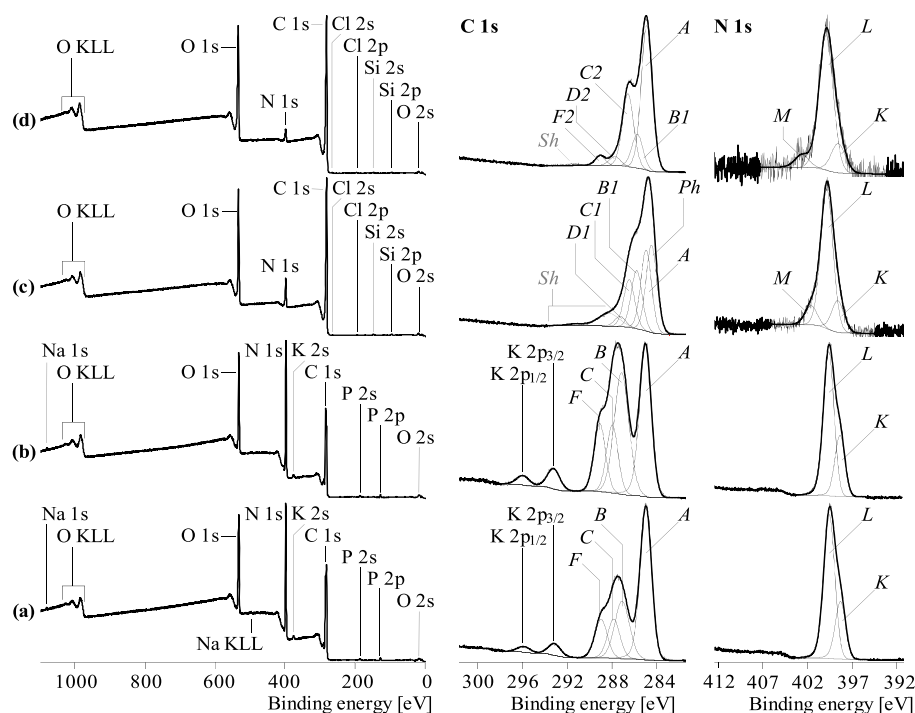 C 1s
N 1s
(d)
O KLL
O 1s
N 1s
C 1s
Cl 2s
Cl 2p
Si 2s
Si 2p
O 2s
A
C2
D2
F2
Sh
B1
L
M
K
(c)
O KLL
O 1s
N 1s
C 1s
Cl 2s
Cl 2p
Si 2s
Si 2p
O 2s
B1
Ph
C1
D1
Sh
A
L
M
K
(b)
Na 1s
O KLL
O 1s
N 1s
K 2s
C 1s
P 2s
P 2p
O 2s
K 2p3/2
K 2p1/2
B
C
F
A
L
K
(a)
Na 1s
O KLL
O 1s
N 1s
K 2s
C 1s
P 2s
P 2p
O 2s
Na KLL
K 2p3/2
K 2p1/2
B
C
F
A
L
K
1000 800 600 400 200 0
300 296 292 288 284
412 407 402 397 392
Binding energy [eV]
Binding energy [eV]
Binding energy [eV]